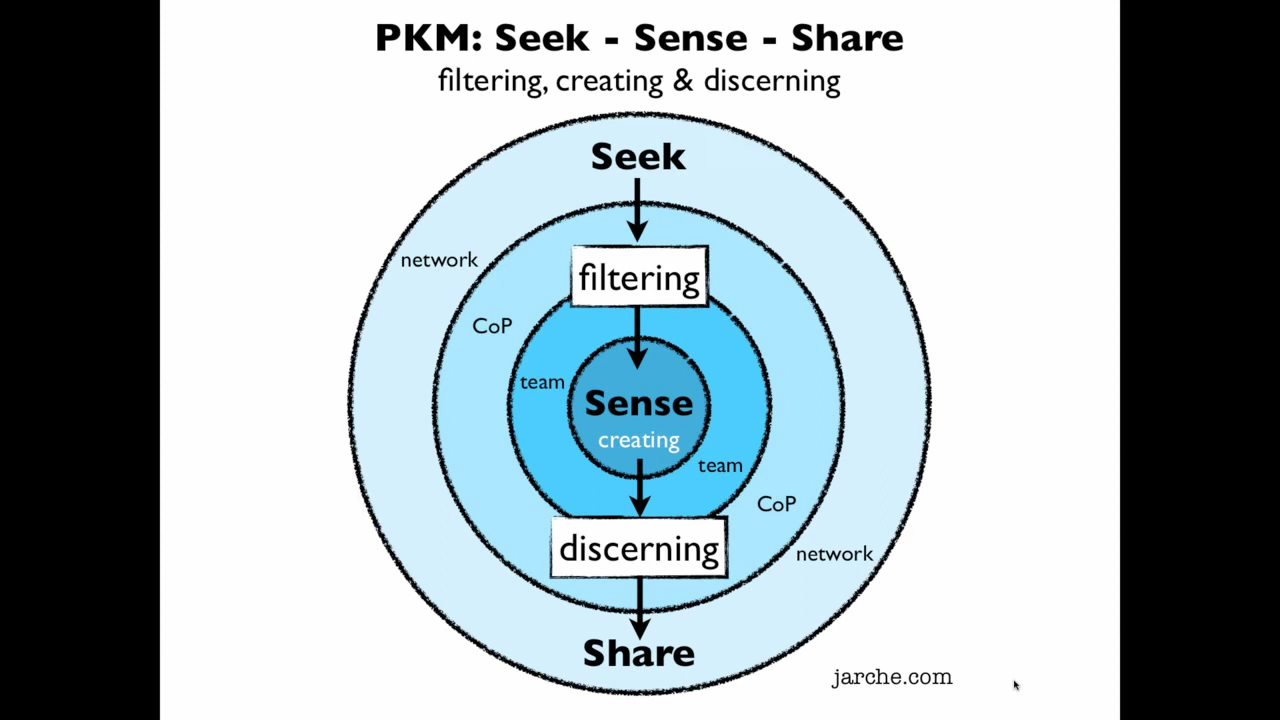 PKM: Seek - Sense - Share
filtering, creating & discerning
Seek
network
filtering
CoP
team
Sense
creating
team
CoP
discerning
network
Share
jarche.com